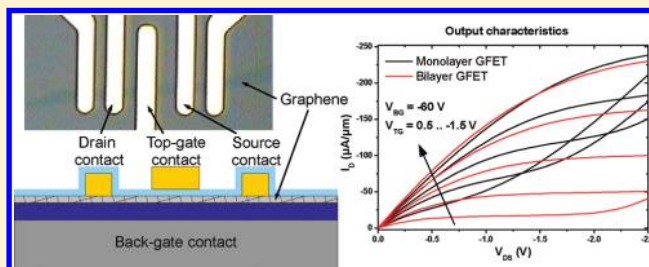 Graphene
Drain contact
Top-gate contact
Source contact
Back-gate contact
Output characteristics
-250
-200
-150
-100
-50
0
I_D (µA/µm)
Monolayer GFET
Bilayer GFET
V_BG = -60 V
V_TG = 0.5 .. -1.5 V
0.0
-0.5
-1.0
-1.5
-2.0
-2.5
V_DS (V)